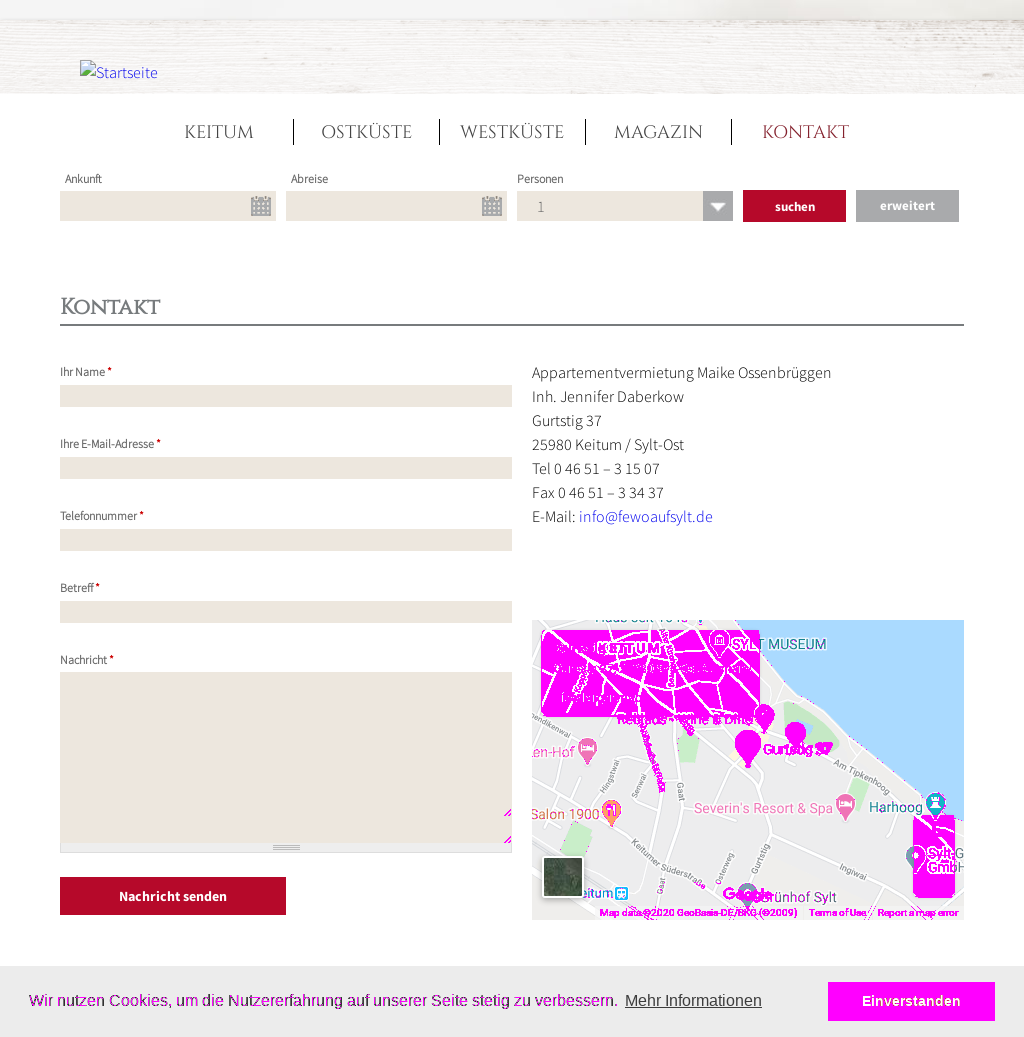 Startseite
KEITUM
OSTKÜSTE
WESTKÜSTE
MAGAZIN
KONTAKT
Ankunft
Abreise
Personen
1
suchen
erweitert
Kontakt
Ihr Name *
Ihre E-Mail-Adresse *
Telefonnummer *
Betreff *
Nachricht *
Nachricht senden
Appartementvermietung Maike Ossenbrüggen
Inh. Jennifer Daberkow
Gurtstig 37
25980 Keitum / Sylt-Ost
Tel 0 46 51 – 3 15 07
Fax 0 46 51 – 3 34 37
E-Mail: info@fewoaufsylt.de
SYLT MUSEUM
KEITUM
Gurtstig 37
Am Tipkenhoog
Hingstwai
Senwai
Gaat
Severin's Resort & Spa
Harhoog
Salon 1900
Keitumer Süderstraße
Osterweg
Gurtstig
Ingiwai
Gaat
Google
Grünhof Sylt
Map data ©2020 GeoBasis-DE/BKG (©2009)
Terms of Use
Report a map error
Wir nutzen Cookies, um die Nutzererfahrung auf unserer Seite stetig zu verbessern. Mehr Informationen
Einverstanden